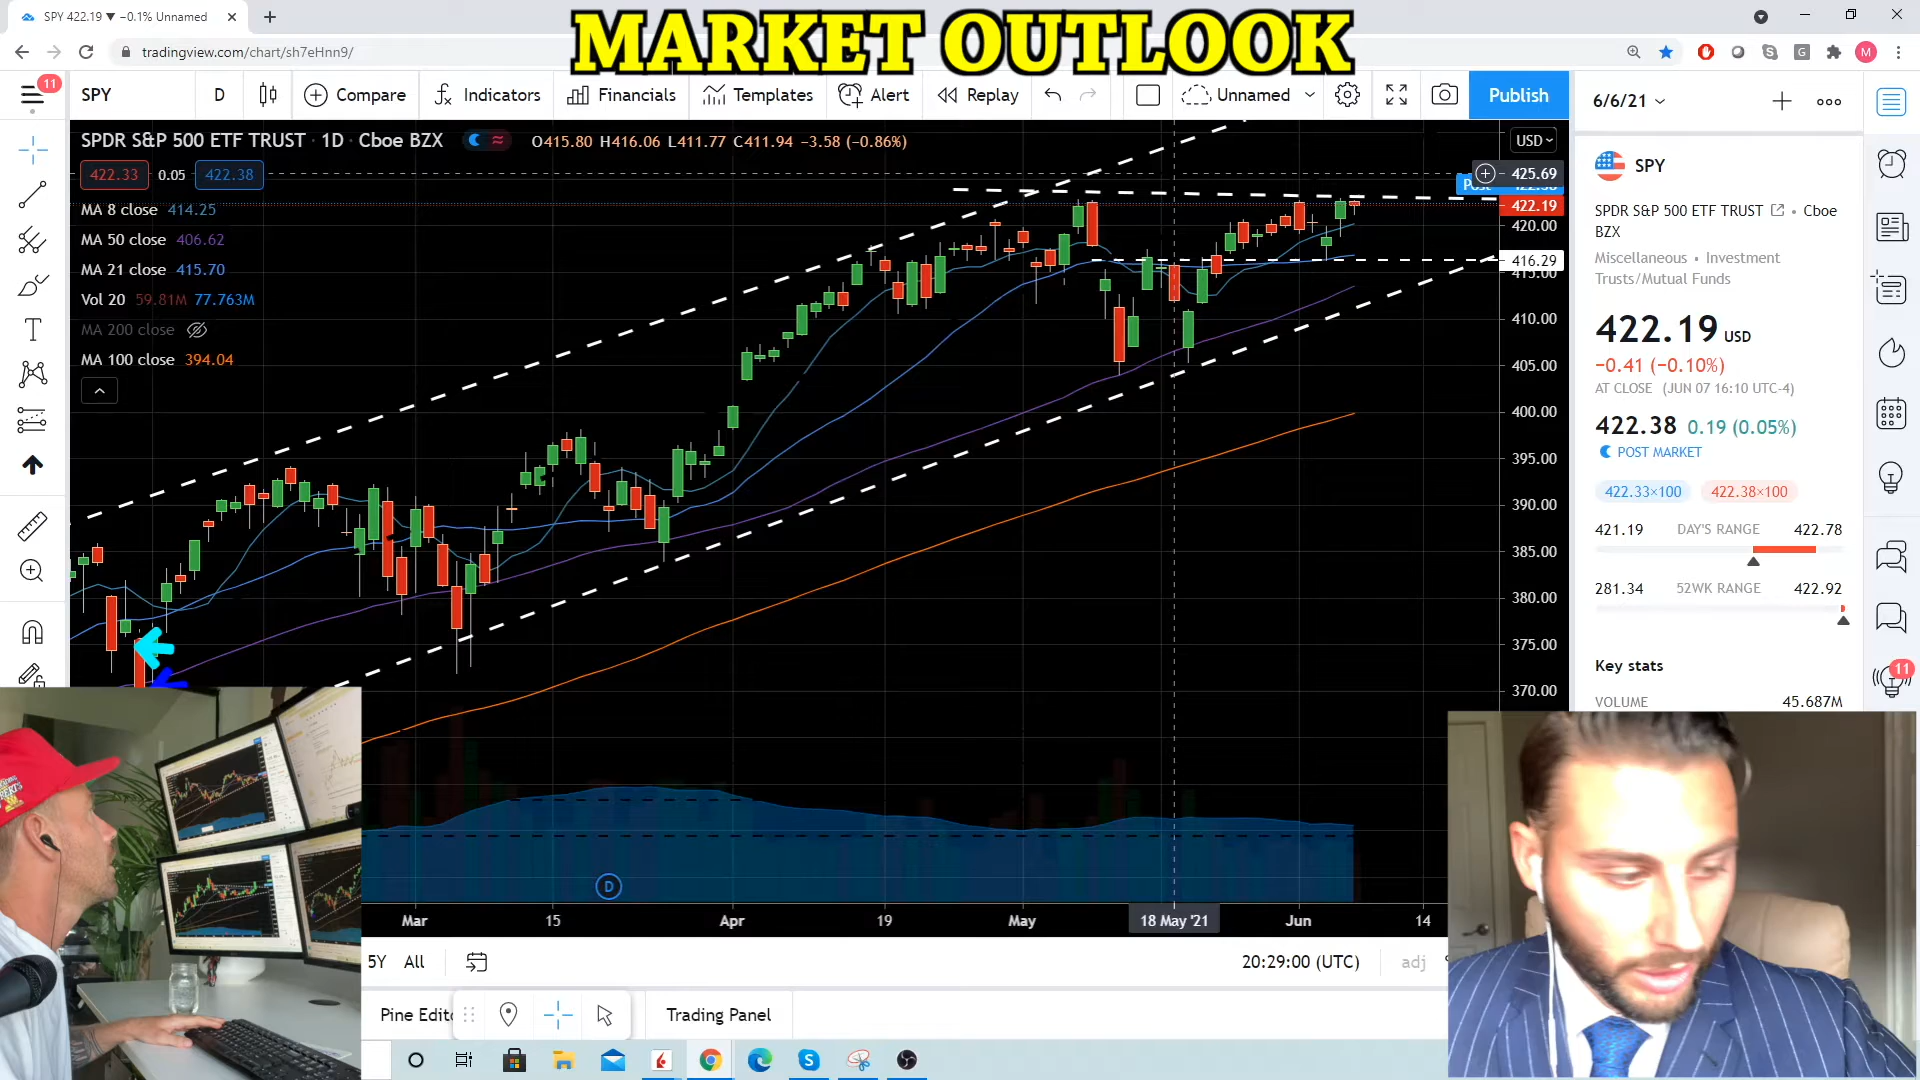 SPY 422.19 ▼ −0.1% Unnamed
MARKET OUTLOOK
tradingview.com/chart/sh7eHnn9/
11
SPY
D
Compare
Indicators
Financials
Templates
Alert
Replay
Unnamed
Publish
6/6/21
SPDR S&P 500 ETF TRUST · 1D · Cboe BZX
O415.80 H416.06 L411.77 C411.94 −3.58 (−0.86%)
USD
422.33
0.05
422.38
MA 8 close 414.25
MA 50 close 406.62
MA 21 close 415.70
Vol 20 59.81M 77.763M
MA 200 close
MA 100 close 394.04
425.69
422.19
420.00
416.29
415.00
410.00
405.00
400.00
395.00
390.00
385.00
380.00
375.00
370.00
D
Mar
15
Apr
19
May
18 May '21
Jun
14
5Y
All
20:29:00 (UTC)
adj
Pine Edito
Trading Panel
SPY
SPDR S&P 500 ETF TRUST • Cboe
BZX
Miscellaneous • Investment
Trusts/Mutual Funds
422.19 USD
−0.41 (−0.10%)
AT CLOSE (JUN 07 16:10 UTC-4)
422.38 0.19 (0.05%)
POST MARKET
422.33×100
422.38×100
421.19 DAY'S RANGE 422.78
281.34 52WK RANGE 422.92
Key stats
VOLUME 45.687M
11